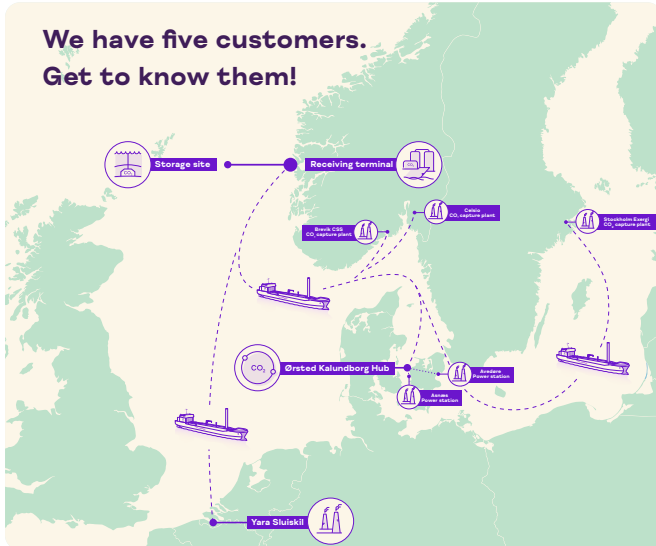 We have five customers.
Get to know them!
Storage site
CO₂
Receiving terminal
CO₂
Celsio
CO₂ capture plant
Brevik CSS
CO₂ capture plant
Stockholm Exergi
CO₂ capture plant
CO₂
Ørsted Kalundborg Hub
Avedøre
Power station
Asnæs
Power station
Yara Sluiskil